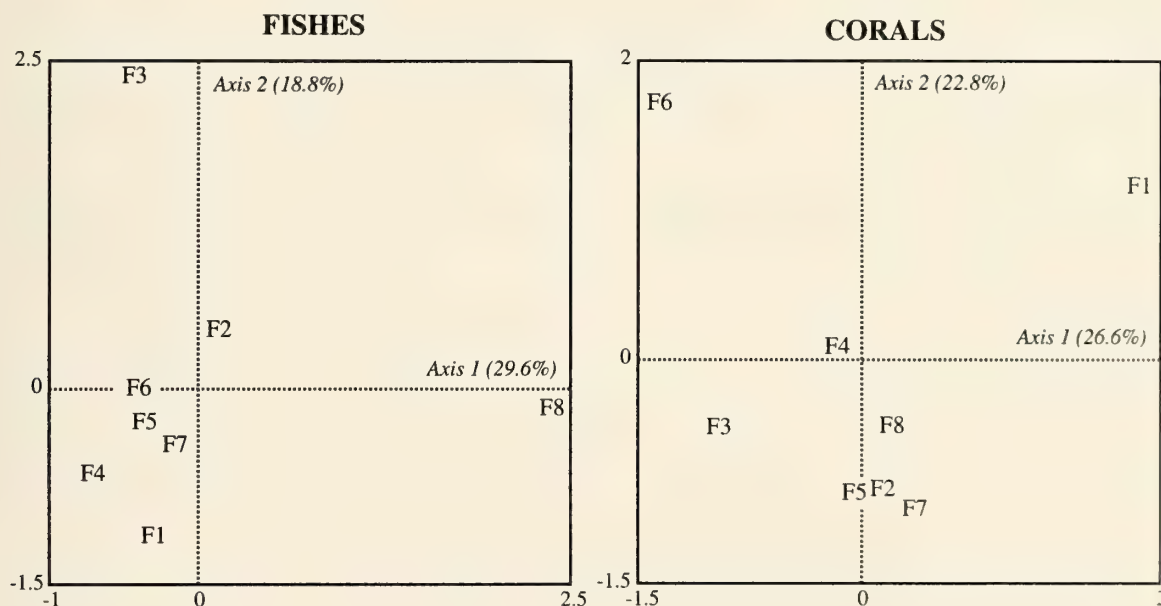 FISHES
2.5
F3
Axis 2 (18.8%)
F2
Axis 1 (29.6%)
0
F6
F8
F5
F7
F4
F1
-1.5
-1
0
2.5
CORALS
2
Axis 2 (22.8%)
F6
F1
F4
Axis 1 (26.6%)
0
F3
F8
F5
F2
F7
-1.5
-1.5
0